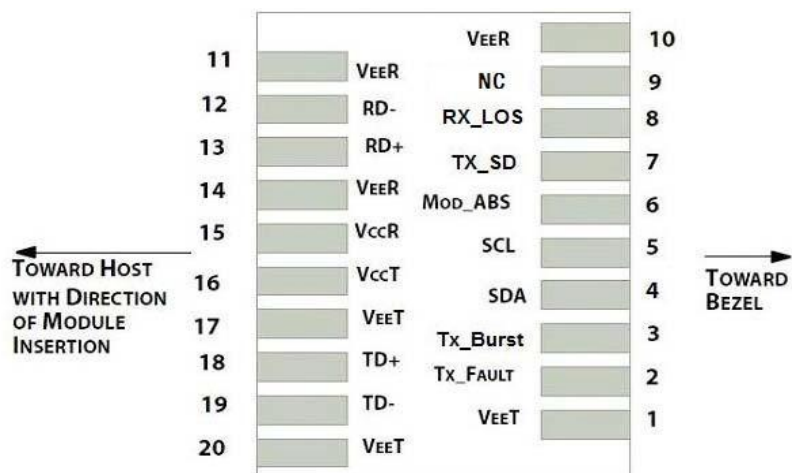 VEER 10
11 VEER
NC 9
12 RD-
RX_LOS 8
13 RD+
TX_SD 7
14 VEER
MOD_ABS 6
15 VCCR
SCL 5
TOWARD HOST
WITH DIRECTION
OF MODULE
INSERTION
TOWARD
BEZEL
16 VCCT
SDA 4
17 VEET
Tx_Burst 3
18 TD+
TX_FAULT 2
19 TD-
VEET 1
20 VEET